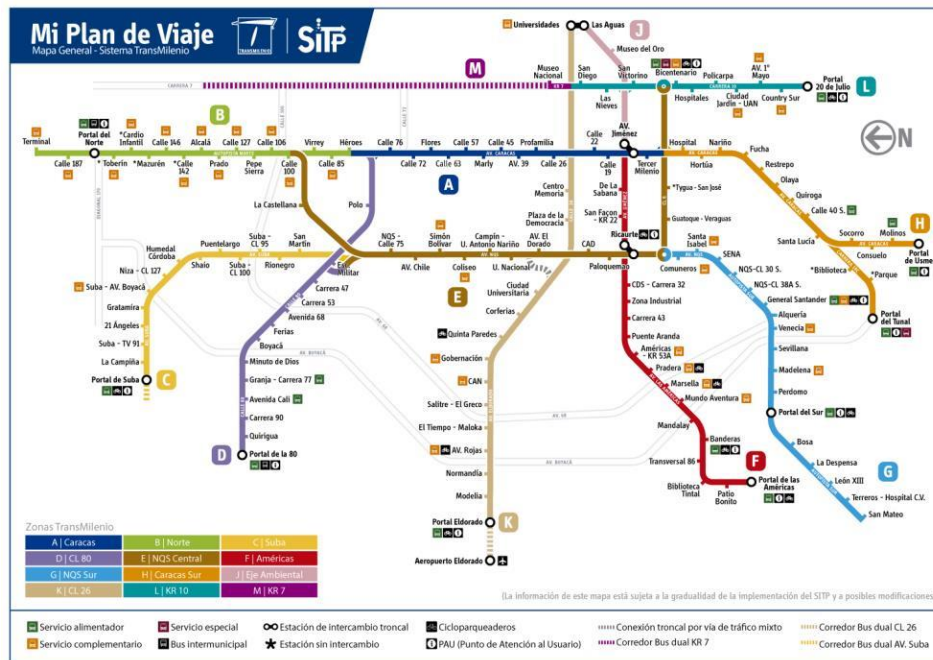 Mi Plan de Viaje
Mapa General - Sistema TransMilenio
TRANSMILENIO
SiTP
Universidades
Las Aguas
J
Museo del Oro
M
CARRERA 7
Museo
Nacional
San
Diego
San
Victorino
Bicentenario
Policarpa
AV. 1°
Mayo
Portal
20 de Julio
Las
Nieves
Hospitales
Ciudad
Jardín - UAN
Country Sur
L
B
Terminal
Portal del
Norte
*Cardio
Infantil
Calle 146
Alcalá
Calle 127
Calle 106
Virrey
Héroes
Calle 76
Flores
Calle 57
Calle 45
Profamilia
Calle
22
AV.
Jiménez
Hospital
Nariño
Calle 187
*Toberín
*Mazurén
*Calle
142
Prado
Pepe
Sierra
Calle
100
Calle 85
Calle 72
Calle 63
Marly
AV. 39
Calle 26
Calle
19
Tercer
Milenio
Hortúa
Fucha
Restrepo
Olaya
Quiroga
Calle 40 S.
A
N
La Castellana
Polo
Centro
Memoria
De La
Sabana
*Tygua - San José
Plaza de la
Democracia
San Façon -
KR 22
Guatoque - Veraguas
Santa Lucía
Socorro
Molinos
H
Consuelo
Portal
de Usme
*Biblioteca
*Parque
Portal
del Tunal
Humedal
Córdoba
Puentelargo
Suba -
CL 95
San
Martín
Niza - CL 127
Shaio
Suba -
CL 100
Rionegro
Esc.
Militar
NQS -
Calle 75
Simón
Bolívar
Campín -
U. Antonio Nariño
AV. El
Dorado
CAD
Ricaurte
Santa
Isabel
SENA
AV. Chile
Coliseo
U. Nacional
Paloquemao
Comuneros
NQS-CL 30 S.
NQS-CL 38A S.
General Santander
E
Suba - AV. Boyacá
Gratamira
21 Ángeles
Suba - TV 91
La Campiña
Portal de Suba
C
Carrera 47
Carrera 53
Avenida 68
Ferias
Boyacá
Minuto de Dios
Granja - Carrera 77
Avenida Cali
Carrera 90
Quirigua
Portal de la 80
D
Ciudad
Universitaria
Corferias
Quinta Paredes
Gobernación
CAN
Salitre - El Greco
El Tiempo - Maloka
AV. Rojas
Normandía
Modelia
Portal Eldorado
K
Aeropuerto Eldorado
CDS - Carrera 32
Zona Industrial
Carrera 43
Puente Aranda
Américas
- KR 53A
Pradera
Marsella
Mundo Aventura
Mandalay
Banderas
Transversal 86
Biblioteca
Tintal
Patio
Bonito
F
Portal de las
Américas
Alquería
Venecia
Sevillana
Madelena
Perdomo
Portal del Sur
Bosa
La Despensa
León XIII
Terreros - Hospital C.V.
San Mateo
G
Zonas TransMilenio
A | Caracas
B | Norte
C | Suba
D | CL 80
E | NQS Central
F | Américas
G | NQS Sur
H | Caracas Sur
J | Eje Ambiental
K | CL 26
L | KR 10
M | KR 7
(La información de este mapa está sujeta a la gradualidad de la implementación del SITP y a posibles modificaciones)
Servicio alimentador
Servicio especial
Estación de intercambio troncal
Cicloparqueaderos
Conexión troncal por vía de tráfico mixto
Corredor Bus dual CL 26
Servicio complementario
Bus intermunicipal
Estación sin intercambio
PAU (Punto de Atención al Usuario)
Corredor Bus dual KR 7
Corredor Bus dual AV. Suba